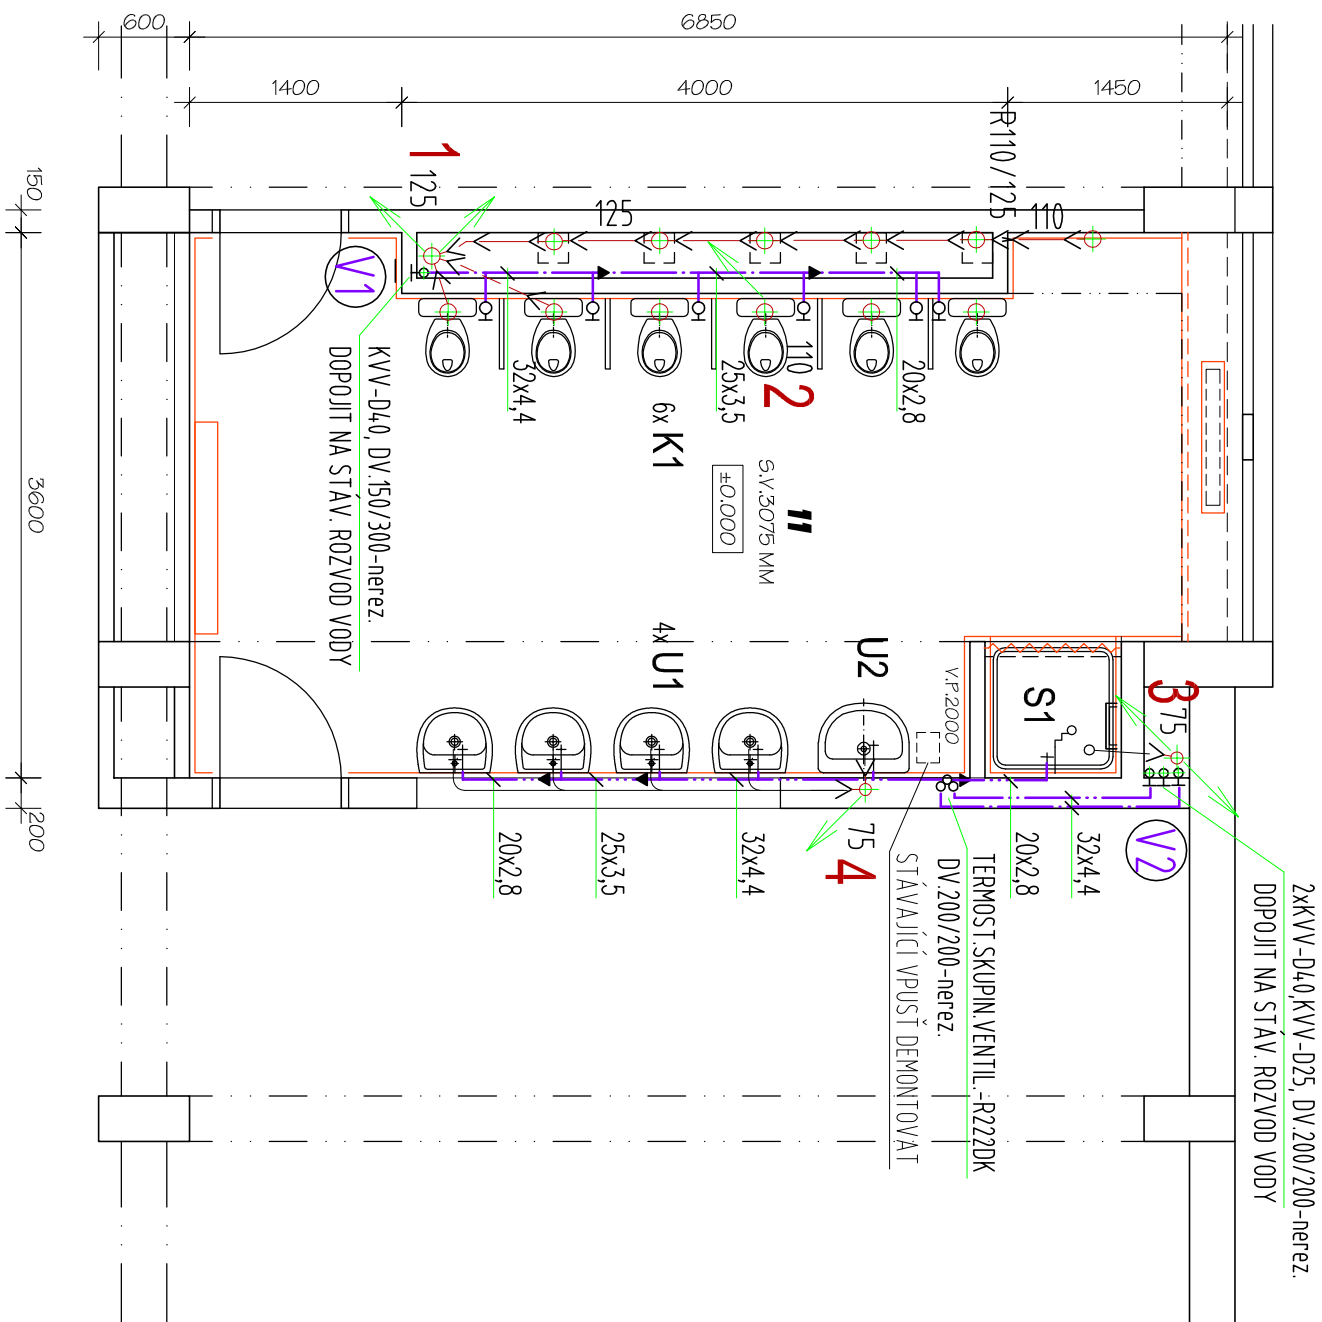 600
6850
1400
4000
1450
150
3600
200
R110/125
110
125
1
125
V1
KVV-D40, DV.150/300-nerez.
DOPOJIT NA STÁV. ROZVOD VODY
32x4,4
25x3,5
110
2
20x2,8
6x K1
11
S.V.3075 MM
±0.000
4x U1
U2
V.P.2000
S1
3
75
V2
75
4
20x2,8
25x3,5
32x4,4
20x2,8
32x4,4
TERMOST.SKUPIN.VENTIL.-R222DK
DV.200/200-nerez.
STÁVAJÍCÍ VPUSŤ DEMONTOVAT
2xKVV-D40,KVV-D25, DV.200/200-nerez.
DOPOJIT NA STÁV. ROZVOD VODY